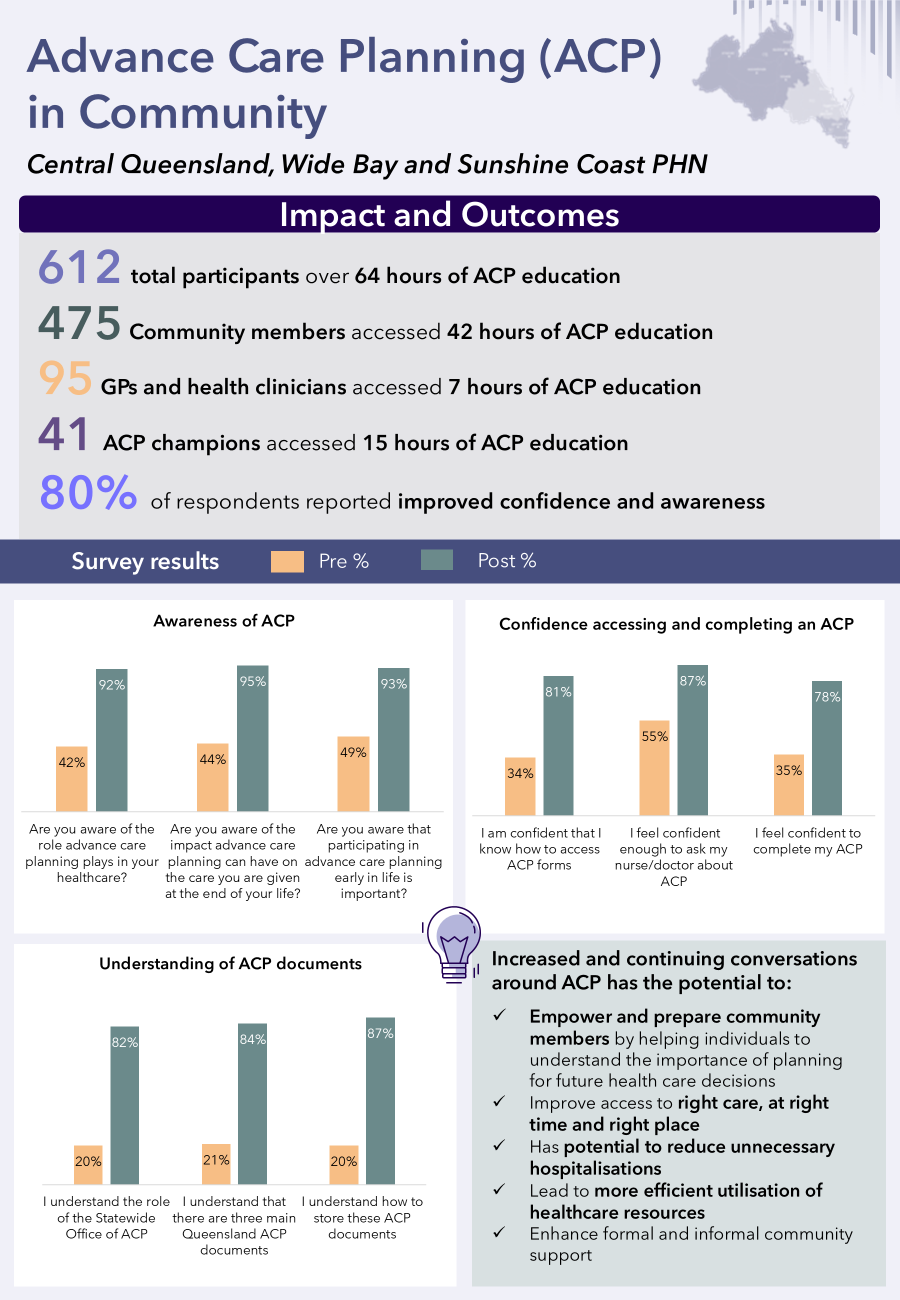 Advance Care Planning (ACP)
in Community
Central Queensland, Wide Bay and Sunshine Coast PHN
Impact and Outcomes
612 total participants over 64 hours of ACP education
475 Community members accessed 42 hours of ACP education
95 GPs and health clinicians accessed 7 hours of ACP education
41 ACP champions accessed 15 hours of ACP education
80% of respondents reported improved confidence and awareness
Survey results Pre % Post %
Awareness of ACP
42% 92% 44% 95% 49% 93%
Are you aware of the
role advance care
planning plays in your
healthcare?
Are you aware of the
impact advance care
planning can have on
the care you are given
at the end of your life?
Are you aware that
participating in
advance care planning
early in life is
important?
Confidence accessing and completing an ACP
34% 81% 55% 87% 35% 78%
I am confident that I
know how to access
ACP forms
I feel confident
enough to ask my
nurse/doctor about
ACP
I feel confident to
complete my ACP
Understanding of ACP documents
20% 82% 21% 84% 20% 87%
I understand the role
of the Statewide
Office of ACP
I understand that
there are three main
Queensland ACP
documents
I understand how to
store these ACP
documents
Increased and continuing conversations
around ACP has the potential to:
✓ Empower and prepare community
members by helping individuals to
understand the importance of planning
for future health care decisions
✓ Improve access to right care, at right
time and right place
✓ Has potential to reduce unnecessary
hospitalisations
✓ Lead to more efficient utilisation of
healthcare resources
✓ Enhance formal and informal community
support